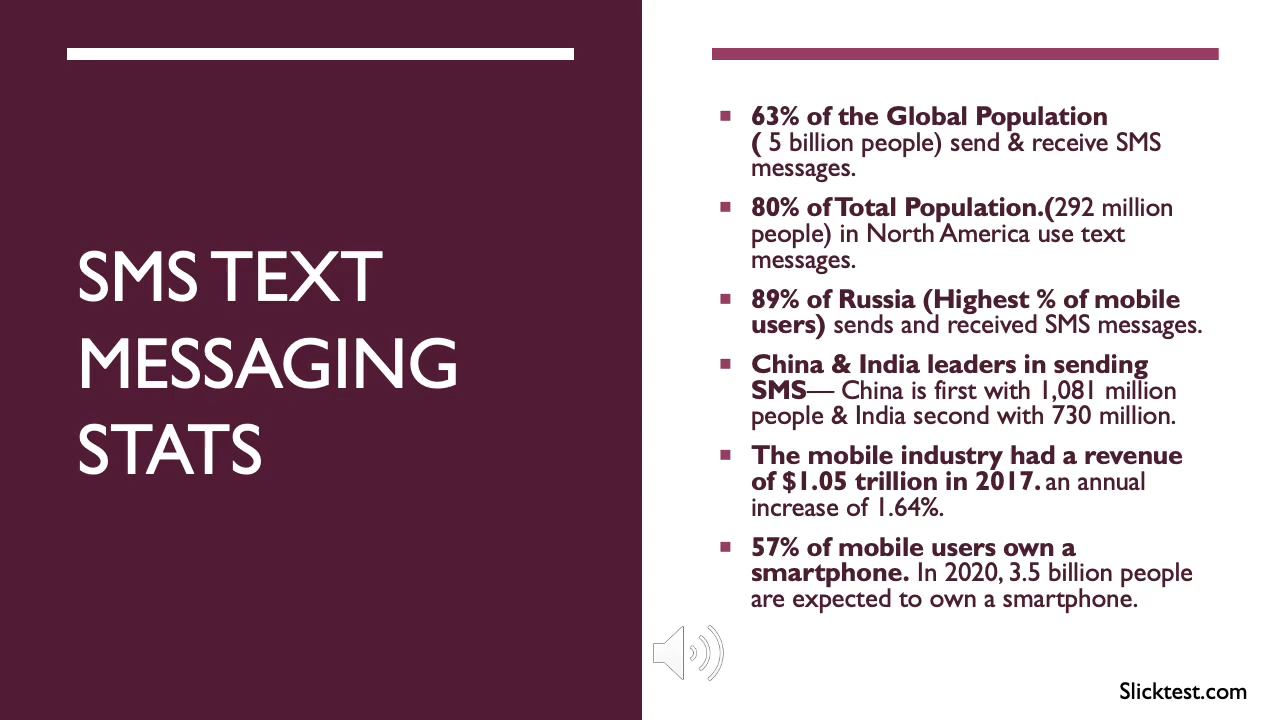 SMS TEXT
MESSAGING
STATS
63% of the Global Population
( 5 billion people) send & receive SMS
messages.
80% of Total Population.(292 million
people) in North America use text
messages.
89% of Russia (Highest % of mobile
users) sends and received SMS messages.
China & India leaders in sending
SMS— China is first with 1,081 million
people & India second with 730 million.
The mobile industry had a revenue
of $1.05 trillion in 2017. an annual
increase of 1.64%.
57% of mobile users own a
smartphone. In 2020, 3.5 billion people
are expected to own a smartphone.
Slicktest.com